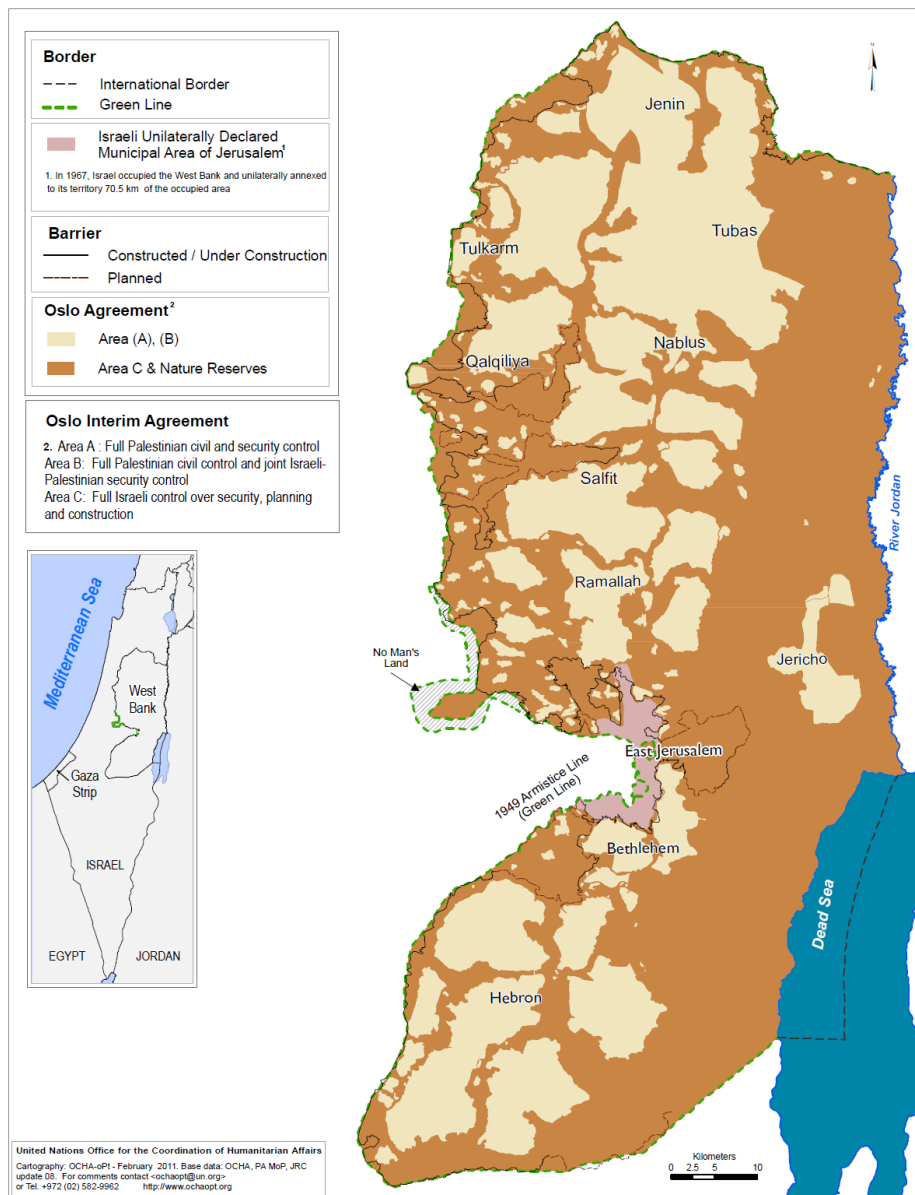 Border
International Border
Green Line
Israeli Unilaterally Declared
Municipal Area of Jerusalem1
1. In 1967, Israel occupied the West Bank and unilaterally annexed
to its territory 70.5 km of the occupied area
Barrier
Constructed / Under Construction
Planned
Oslo Agreement2
Area (A), (B)
Area C & Nature Reserves
Oslo Interim Agreement
2. Area A : Full Palestinian civil and security control
Area B: Full Palestinian civil control and joint Israeli-
Palestinian security control
Area C: Full Israeli control over security, planning
and construction
Mediterranean Sea
West
Bank
Gaza
Strip
ISRAEL
EGYPT
JORDAN
N
Jenin
Tubas
Tulkarm
Nablus
Qalqiliya
Salfit
River Jordan
Ramallah
No Man's
Land
Jericho
East Jerusalem
1949 Armistice Line
(Green Line)
Bethlehem
Dead Sea
Hebron
Kilometers
0 2.5 5 10
United Nations Office for the Coordination of Humanitarian Affairs
Cartography: OCHA-oPt - February 2011. Base data: OCHA, PA MoP, JRC
update 08. For comments contact <ochaopt@un.org>
or Tel. +972 (02) 582-9962 http://www.ochaopt.org